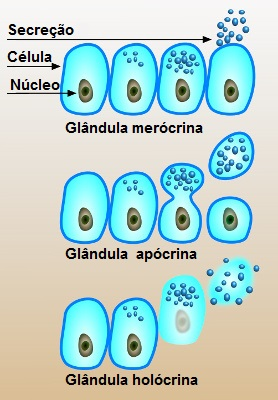 Secreção
Célula
Núcleo
Glândula merócrina
Glândula apócrina
Glândula holócrina